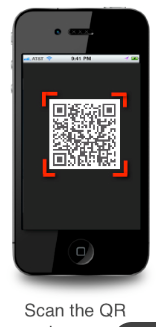 AT&T 9:41 PM
Scan the QR